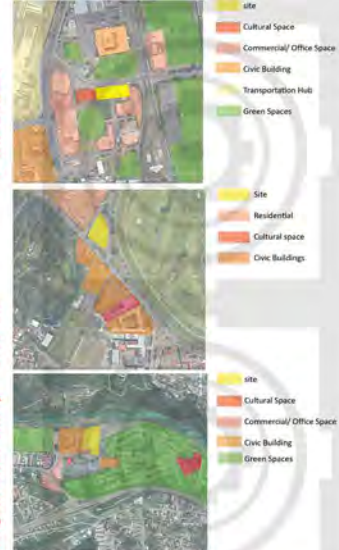 site
Cultural Space
Commercial/ Office Space
Civic Building
Transportation Hub
Green Spaces
Site
Residential
Cultural space
Civic Buildings
site
Cultural Space
Commercial/ Office Space
Civic Building
Green Spaces